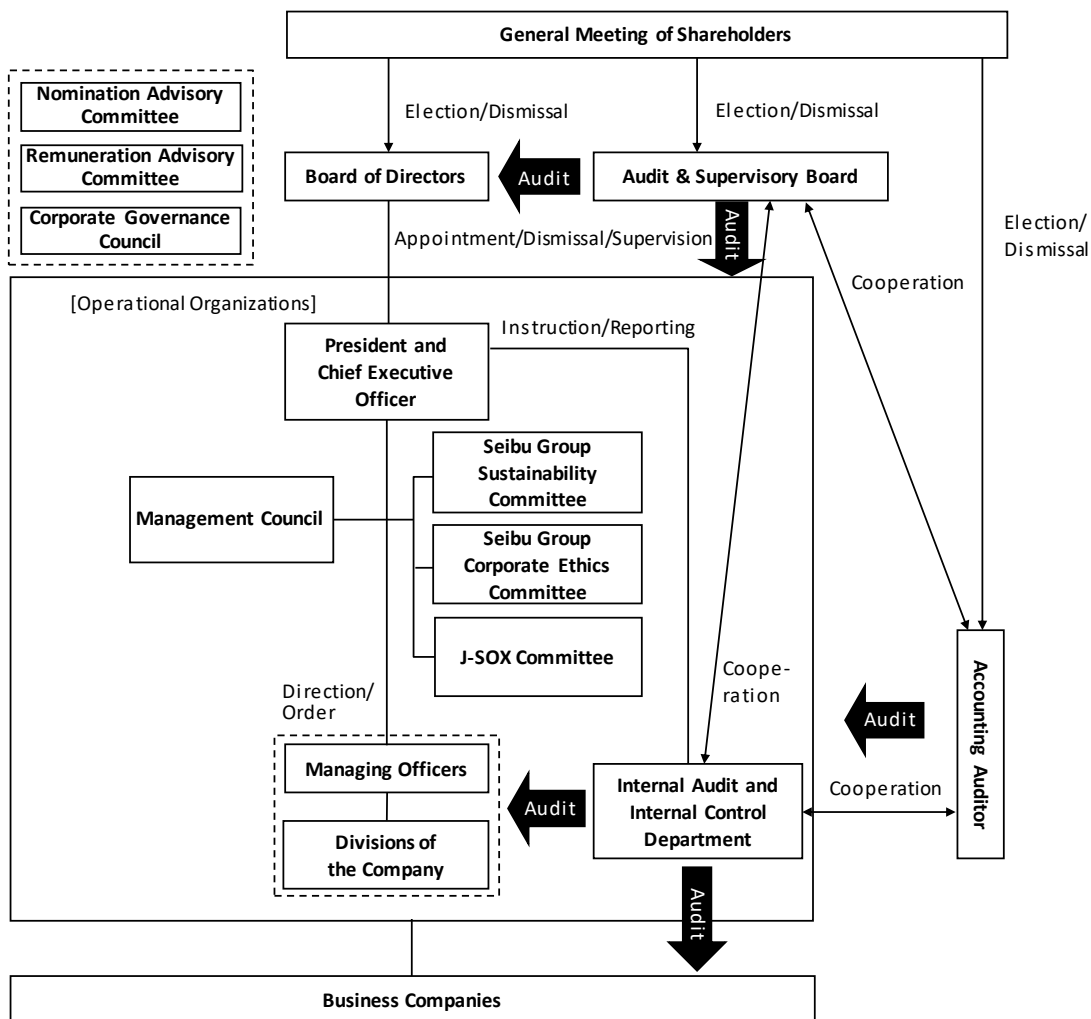 General Meeting of Shareholders
Nomination Advisory
Committee
Remuneration Advisory
Committee
Corporate Governance
Council
Election/Dismissal
Election/Dismissal
Election/
Dismissal
Board of Directors
Audit
Audit & Supervisory Board
Appointment/Dismissal/Supervision
Audit
Cooperation
[Operational Organizations]
President and
Chief Executive
Officer
Instruction/Reporting
Seibu Group
Sustainability
Committee
Management Council
Seibu Group
Corporate Ethics
Committee
J-SOX Committee
Coope-
ration
Direction/
Order
Audit
Accounting Auditor
Managing Officers
Divisions of
the Company
Audit
Internal Audit and
Internal Control
Department
Cooperation
Audit
Business Companies